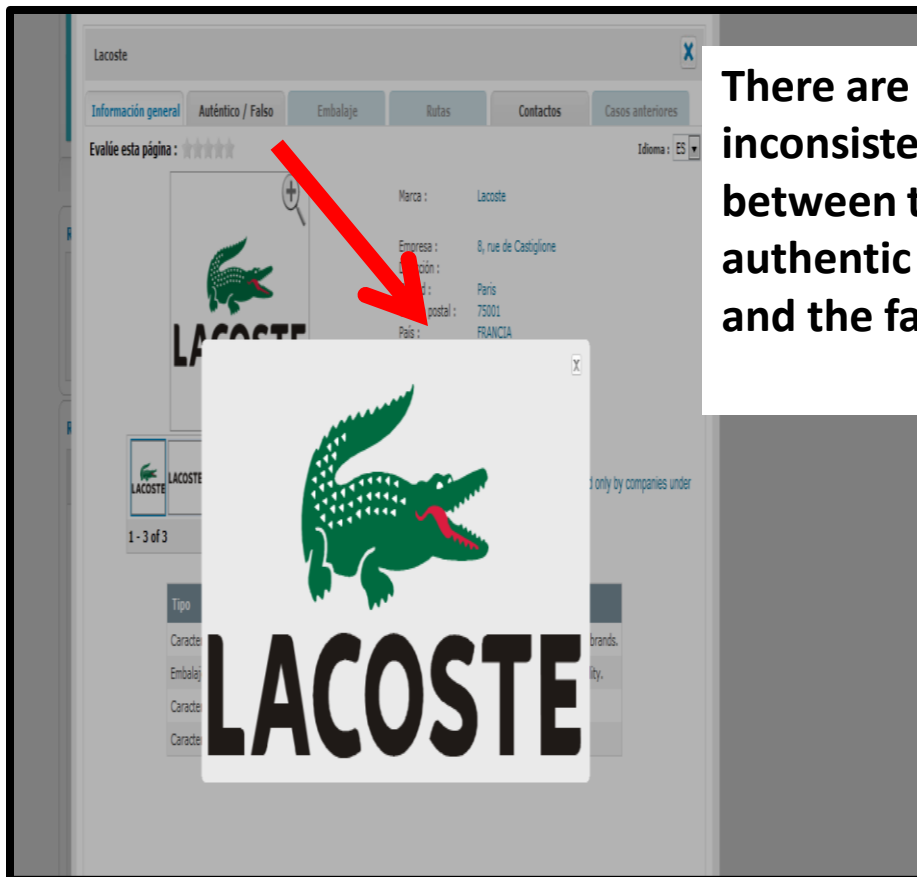 Lacoste
X
Información general Auténtico / Falso Embalaje Rutas Contactos Casos anteriores
Evalúe esta página : Idioma : ES
Marca : Lacoste
Empresa : 8, rue de Castiglione
Paris
postal : 75001
País : FRANCIA
LACOSTE
LACOSTE
LACOSTE
only by companies under
1 - 3 of 3
Tipo
brands.
x
LACOSTE
There are
inconsiste
between t
authentic
and the fa